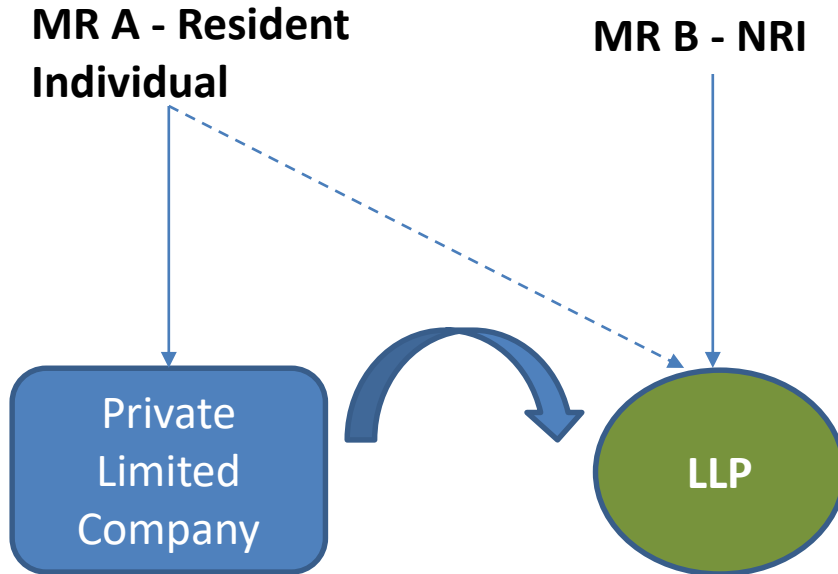 MR A - Resident
Individual
MR B - NRI
Private
Limited
Company
LLP